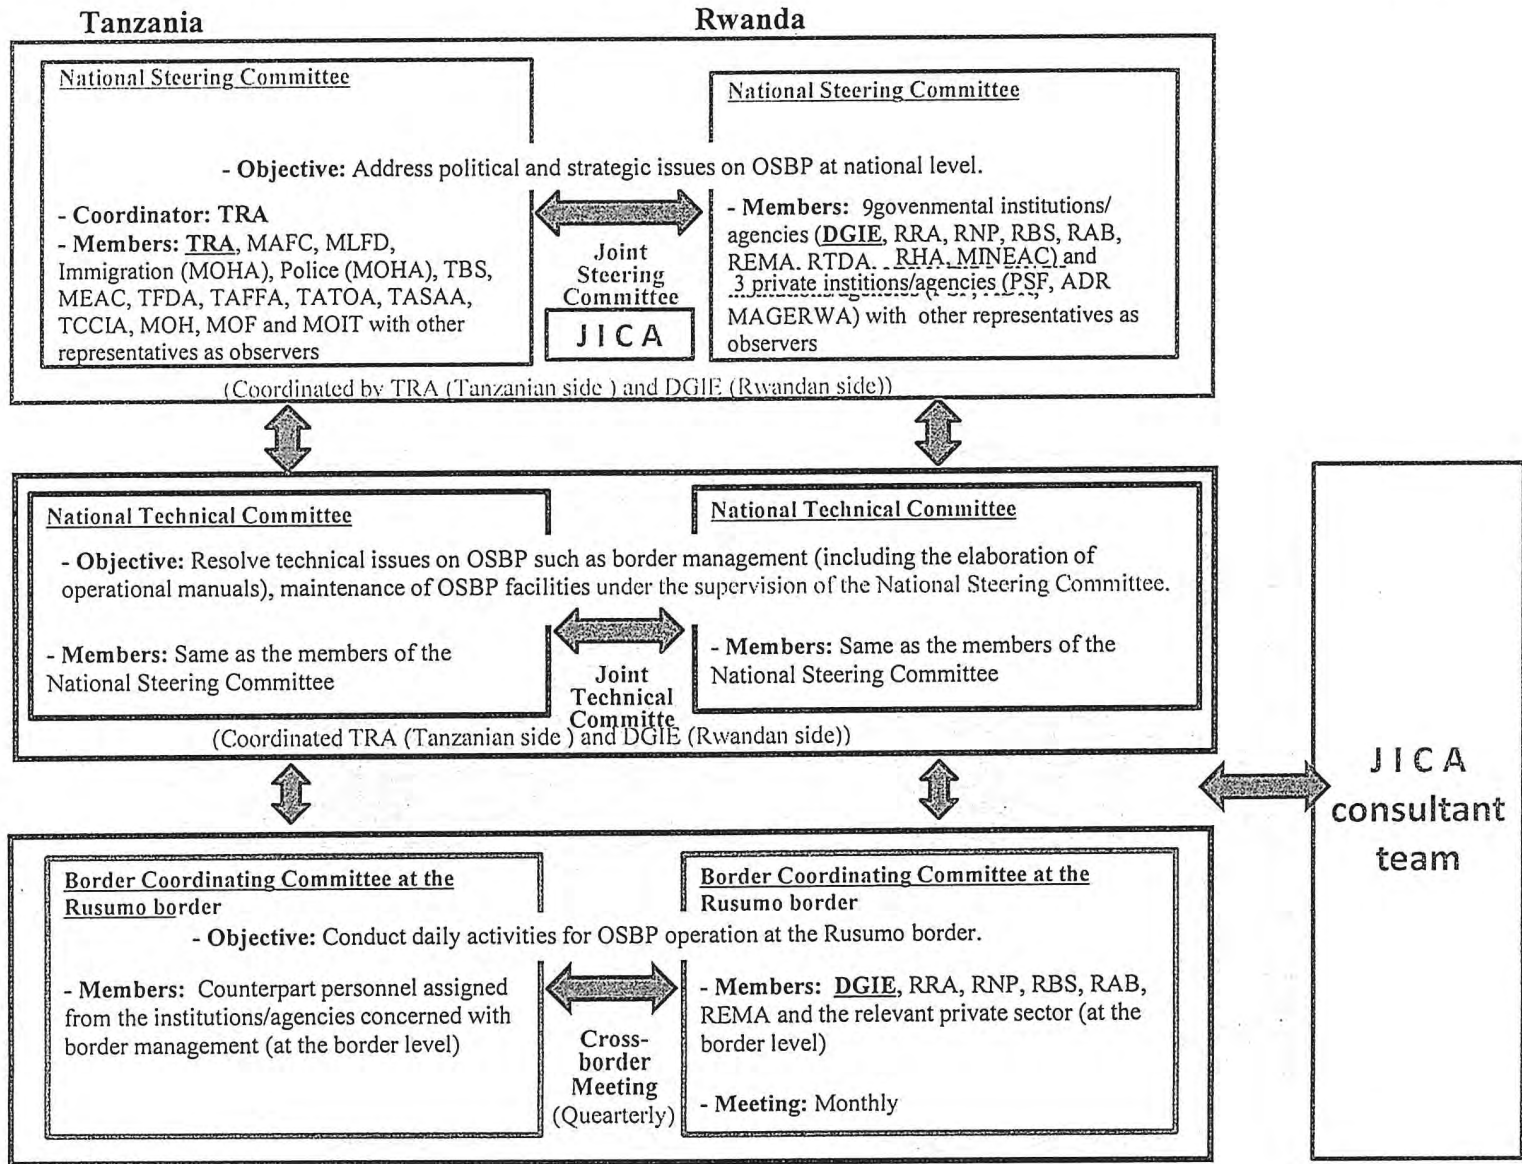 Tanzania
Rwanda
National Steering Committee
National Steering Committee
- Objective: Address political and strategic issues on OSBP at national level.
- Coordinator: TRA
- Members: TRA, MAFC, MLFD,
Immigration (MOHA), Police (MOHA), TBS,
MEAC, TFDA, TAFFA, TATOA, TASAA,
TCCIA, MOH, MOF and MOIT with other
representatives as observers
Joint
Steering
Committee
JICA
- Members: 9govenmental institutions/
agencies (DGIE, RRA, RNP, RBS, RAB,
REMA. RTDA. RHA, MINEAC) and
3 private institions/agencies (PSF, ADR
MAGERWA) with other representatives as
observers
(Coordinated by TRA (Tanzanian side ) and DGIE (Rwandan side))
National Technical Committee
National Technical Committee
- Objective: Resolve technical issues on OSBP such as border management (including the elaboration of
operational manuals), maintenance of OSBP facilities under the supervision of the National Steering Committee.
- Members: Same as the members of the
National Steering Committee
Joint
Technical
Committe
- Members: Same as the members of the
National Steering Committee
(Coordinated TRA (Tanzanian side ) and DGIE (Rwandan side))
JICA
consultant
team
Border Coordinating Committee at the
Rusumo border
Border Coordinating Committee at the
Rusumo border
- Objective: Conduct daily activities for OSBP operation at the Rusumo border.
- Members: Counterpart personnel assigned
from the institutions/agencies concerned with
border management (at the border level)
Cross-
border
Meeting
(Quearterly)
- Members: DGIE, RRA, RNP, RBS, RAB,
REMA and the relevant private sector (at the
border level)
- Meeting: Monthly